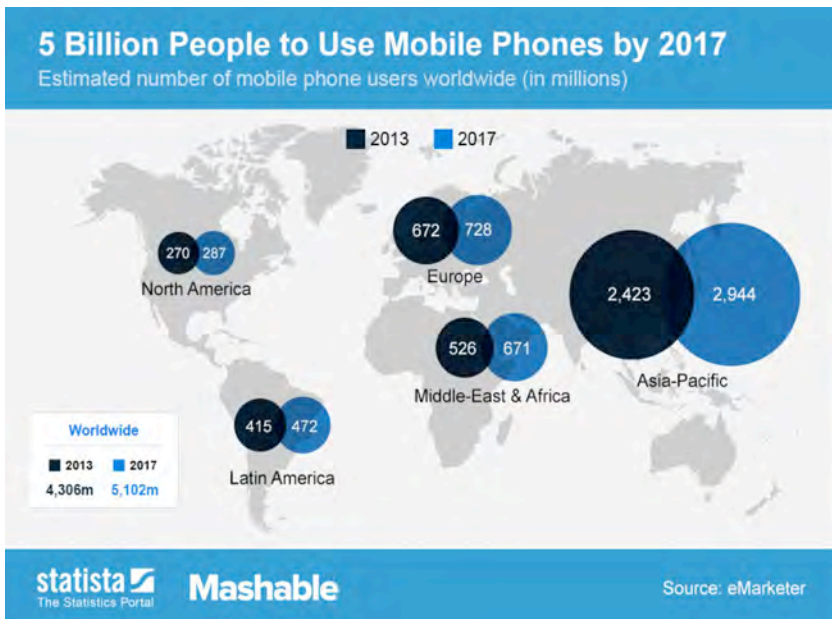 5 Billion People to Use Mobile Phones by 2017
Estimated number of mobile phone users worldwide (in millions)
2013 2017
270 287
North America
672 728
Europe
2,423 2,944
Asia-Pacific
526 671
Middle-East & Africa
415 472
Latin America
Worldwide
2013 2017
4,306m 5,102m
statista
The Statistics Portal
Mashable
Source: eMarketer